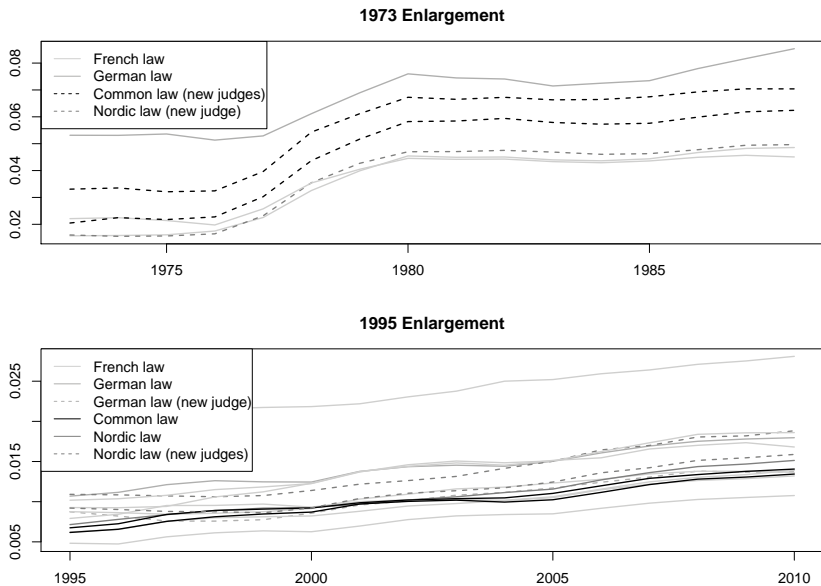 1973 Enlargement
0.08
0.06
0.04
0.02
French law
German law
Common law (new judges)
Nordic law (new judge)
1975 1980 1985
1995 Enlargement
0.025
0.015
0.005
French law
German law
German law (new judge)
Common law
Nordic law
Nordic law (new judges)
1995 2000 2005 2010